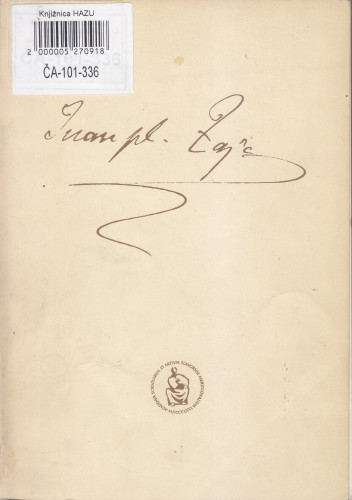 Knjižnica HAZU
2 000005 270918
ČA-101-336
Ivan pl. Zajc